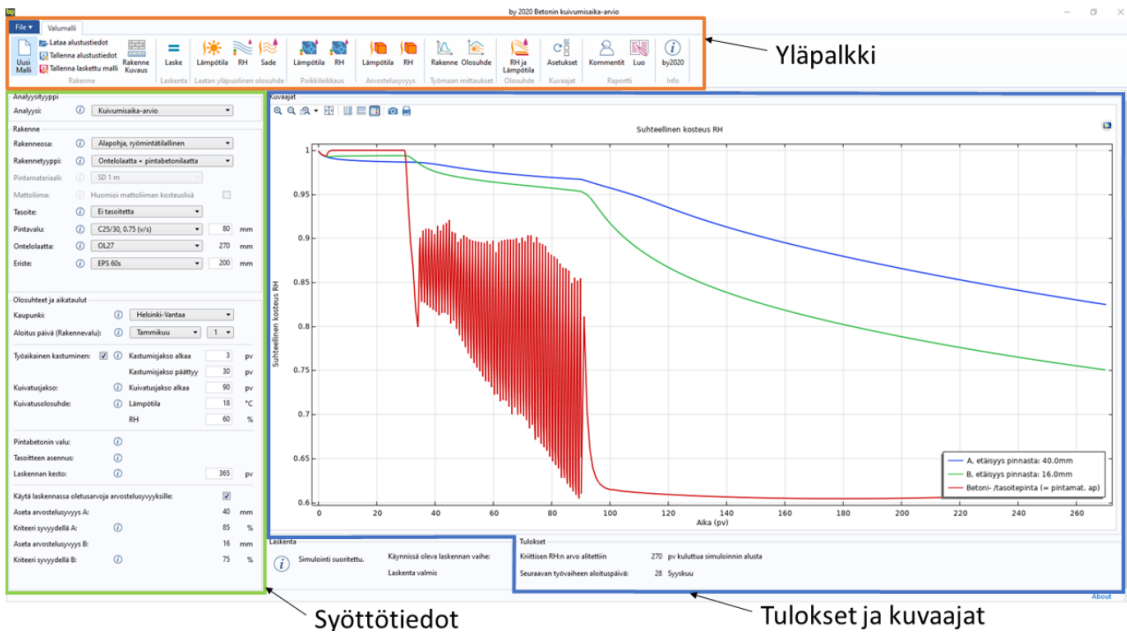 by 2020 Betonin kuivumisaika-arvio
File Valumalli
Uusi Malli
Lataa alustustiedot
Tallenna alustustiedot
Tallenna laskettu malli
Rakenne Kuvaus
Laske
Lämpötila RH Sade
Lämpötila RH
Lämpötila RH
Rakenne Olosuhde
RH ja Lämpötila
Asetukset
Kommentit Luo
by2020
Rakenne Laskenta Laatan yläpuolinen olosuhde Poikkileikkaus Arvostelusyvyys Työmaan mittaukset Olosuhde Kuvaajat Raportti Info
Yläpalkki
Analyysityyppi
Analyysi: Kuivumisaika-arvio
Rakenne
Rakenneosa: Alapohja, ryömintätilallinen
Rakennetyyppi: Ontelolaatta + pintabetonilaatta
Pintamateriaali: SD 1 m
Mattoliima: Huomioi mattoliiman kosteuslisä
Tasoite: Ei tasoitetta
Pintavalu: C25/30, 0.75 (v/s) 80 mm
Ontelolaatta: OL27 270 mm
Eriste: EPS 60s 200 mm
Olosuhteet ja aikataulut
Kaupunki: Helsinki-Vantaa
Aloitus päivä (Rakennevalu): Tammikuu 1
Työaikainen kastuminen: Kastumisjakso alkaa 3 pv
Kastumisjakso päättyy 30 pv
Kuivatusjakso: Kuivatusjakso alkaa 90 pv
Kuivatusolosuhde: Lämpötila 18 °C
RH 60 %
Pintabetonin valu:
Tasoitteen asennus:
Laskennan kesto: 365 pv
Käytä laskennassa oletusarvoja arvostelusyvyyksille:
Aseta arvostelusyvyys A: 40 mm
Kriteeri syvyydellä A: 85 %
Aseta arvostelusyvyys B: 16 mm
Kriteeri syvyydellä B: 75 %
Kuvaajat
Suhteellinen kosteus RH
Suhteellinen kosteus RH
1
0.95
0.9
0.85
0.8
0.75
0.7
0.65
0.6
0 20 40 60 80 100 120 140 160 180 200 220 240 260
Aika (pv)
A, etäisyys pinnasta: 40.0mm
B, etäisyys pinnasta: 16.0mm
Betoni- /tasoitepinta (= pintamat. ap)
Laskenta
Simulointi suoritettu.
Käynnissä oleva laskennan vaihe:
Laskenta valmis
Tulokset
Kriittisen RH:n arvo alitettiin 270 pv kuluttua simuloinnin alusta
Seuraavan työvaiheen aloituspäivä: 28 Syyskuu
About
Syöttötiedot
Tulokset ja kuvaajat